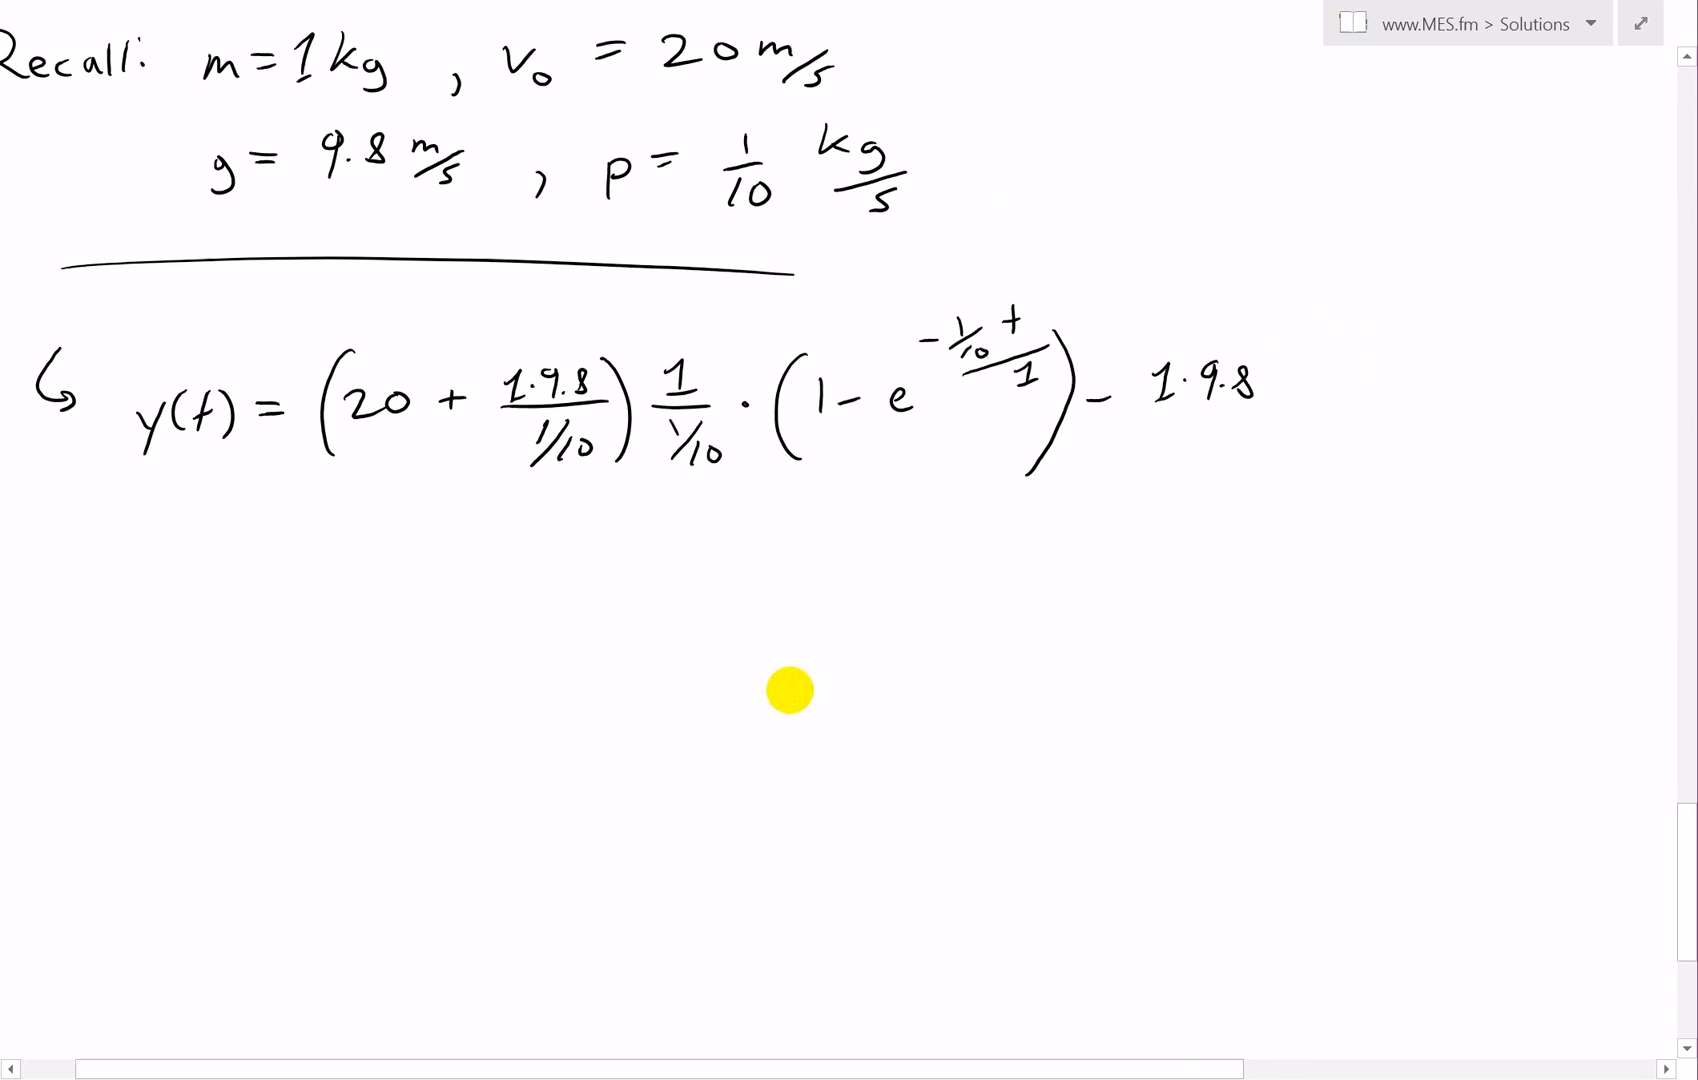 www.MES.fm > Solutions
Recall: m = 1 kg , v₀ = 20 m/s
g = 9.8 m/s , p = 1/10 kg/s
y(t) = (20 + (1·9.8)/(1/10)) 1/(1/10) · (1 - e^(-(1/10 t)/1)) - 1·9.8